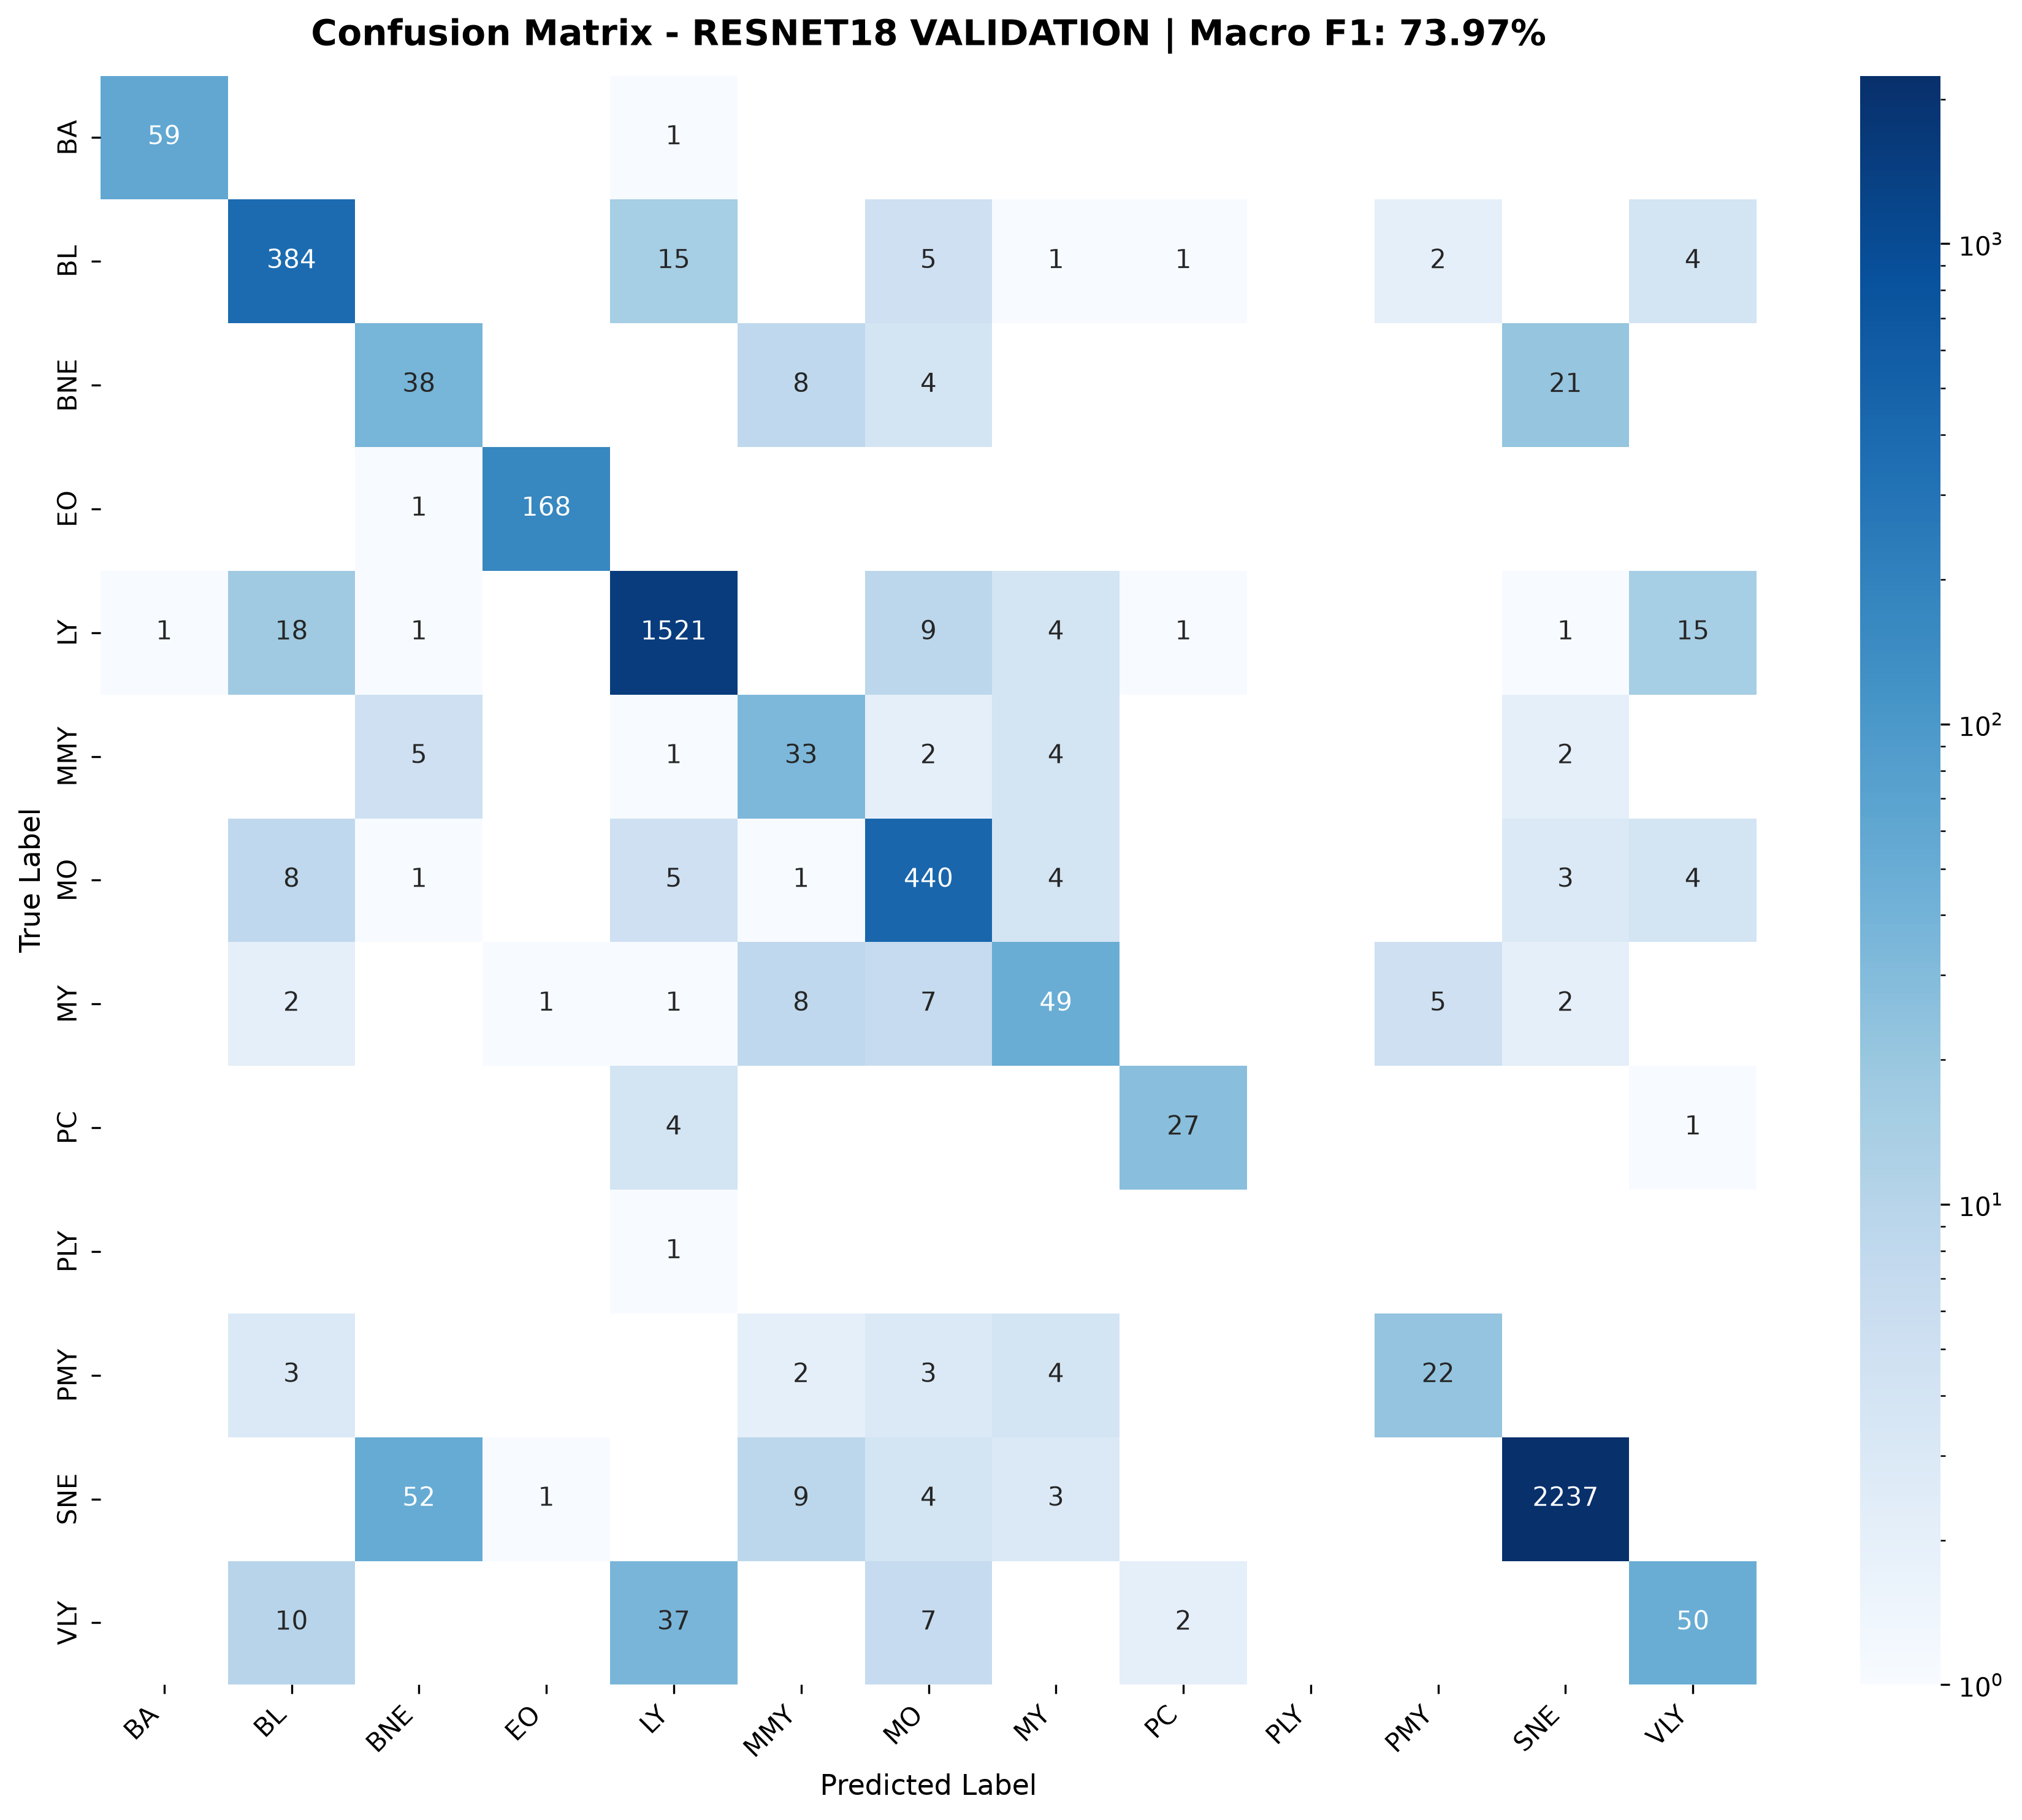 Confusion Matrix - RESNET18 VALIDATION | Macro F1: 73.97%
BA 59 1
BL 384 15 5 1 1 2 4
BNE 38 8 4 21
EO 1 168
LY 1 18 1 1521 9 4 1 1 15
MMY 5 1 33 2 4 2
MO 8 1 5 1 440 4 3 4
MY 2 1 1 8 7 49 5 2
PC 4 27 1
PLY 1
PMY 3 2 3 4 22
SNE 52 1 9 4 3 2237
VLY 10 37 7 2 50
True Label
BA BL BNE EO LY MMY MO MY PC PLY PMY SNE VLY
Predicted Label
10³
10²
10¹
10⁰